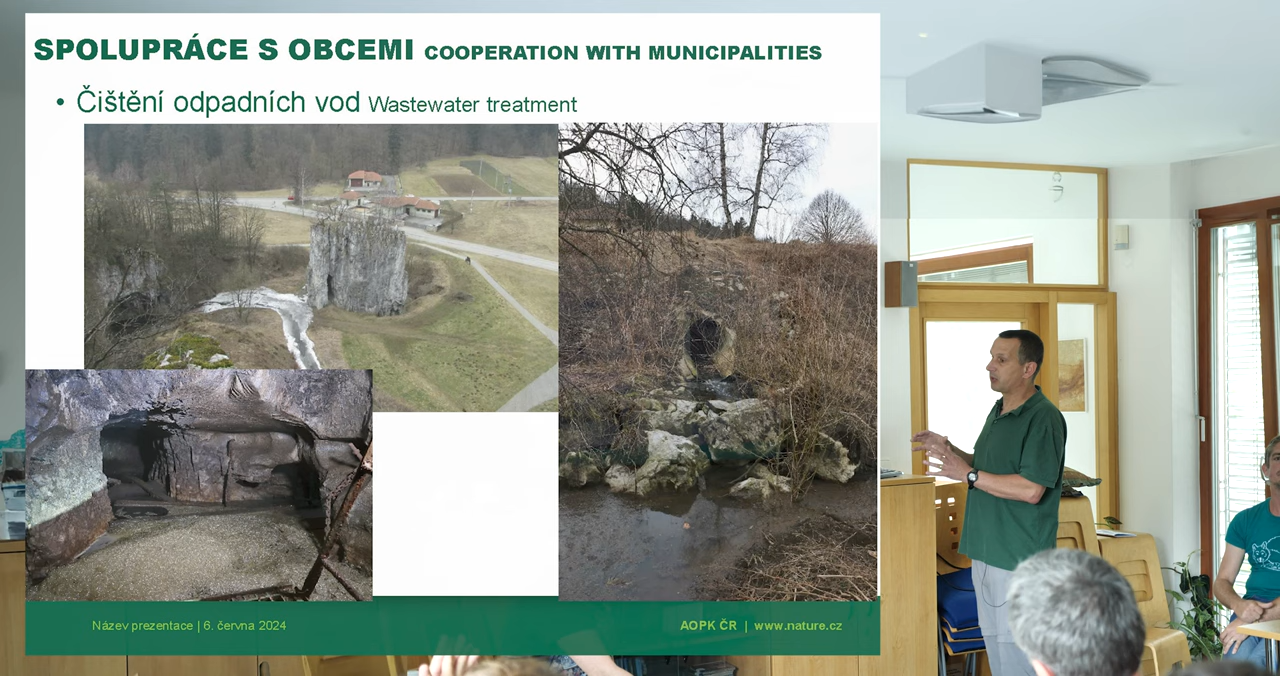 SPOLUPRÁCE S OBCEMI COOPERATION WITH MUNICIPALITIES
• Čištění odpadních vod Wastewater treatment
Název prezentace | 6. června 2024
AOPK ČR | www.nature.cz